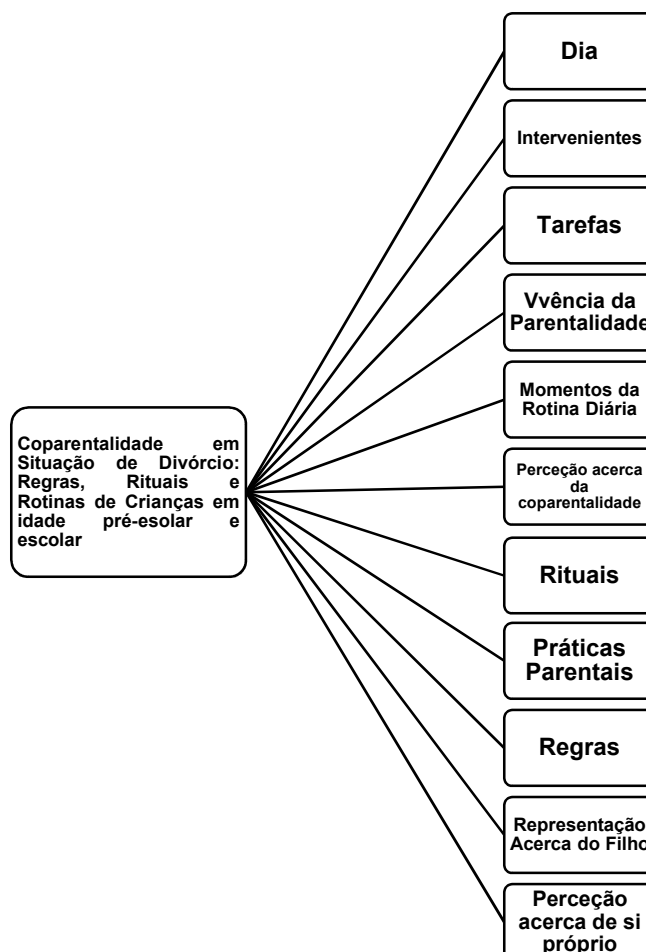 Dia
Intervenientes
Tarefas
Vvência da
Parentalidade
Momentos da
Rotina Diária
Coparentalidade em
Situação de Divórcio:
Regras, Rituais e
Rotinas de Crianças em
idade pré-esolar e
escolar
Perceção acerca
da
coparentalidade
Rituais
Práticas
Parentais
Regras
Representação
Acerca do Filho
Perceção
acerca de si
próprio